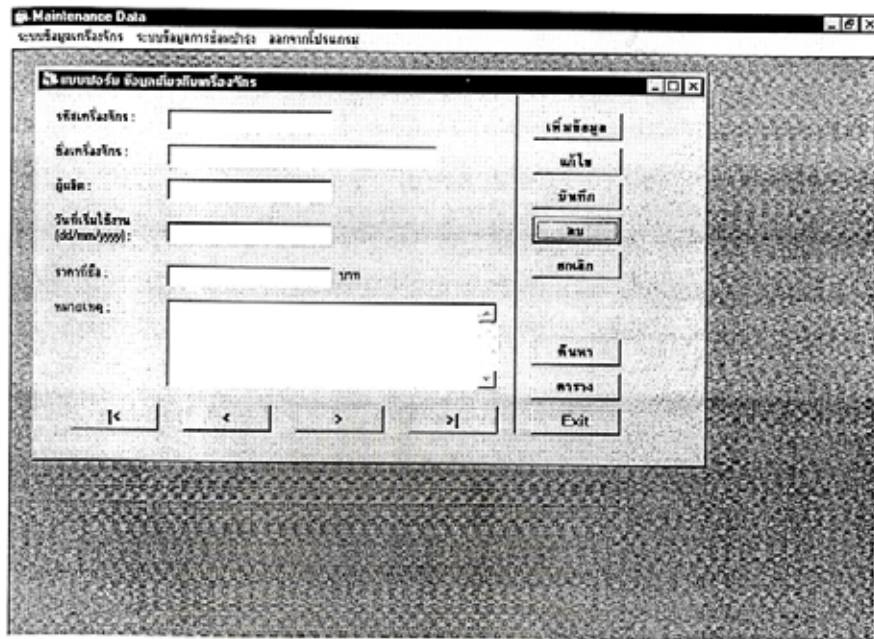 Maintenance Data
ระบบข้อมูลเครื่องจักร ระบบข้อมูลการซ่อมบำรุง ออกจากโปรแกรม
แบบฟอร์ม ข้อมูลเกี่ยวกับเครื่องจักร
รหัสเครื่องจักร :
ชื่อเครื่องจักร :
ผู้ผลิต :
วันที่เริ่มใช้งาน
(dd/mm/yyyy) :
ราคาที่ซื้อ :
บาท
หมายเหตุ :
|<
<
>
>|
เพิ่มข้อมูล
แก้ไข
บันทึก
ลบ
ยกเลิก
ค้นหา
ตาราง
Exit